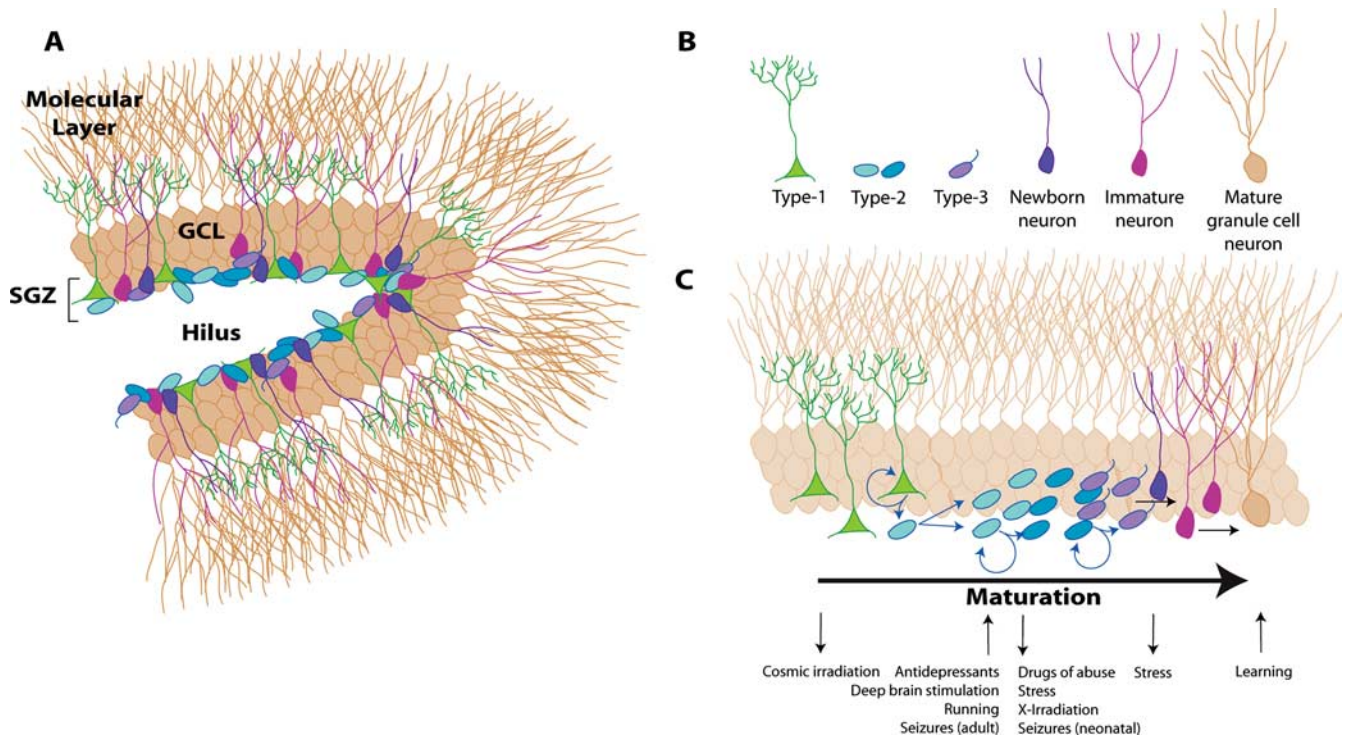 A
Molecular
Layer
GCL
SGZ
Hilus
B
Type-1
Type-2
Type-3
Newborn
neuron
Immature
neuron
Mature
granule cell
neuron
C
Maturation
Cosmic irradiation
Antidepressants
Deep brain stimulation
Running
Seizures (adult)
Drugs of abuse
Stress
X-Irradiation
Seizures (neonatal)
Stress
Learning